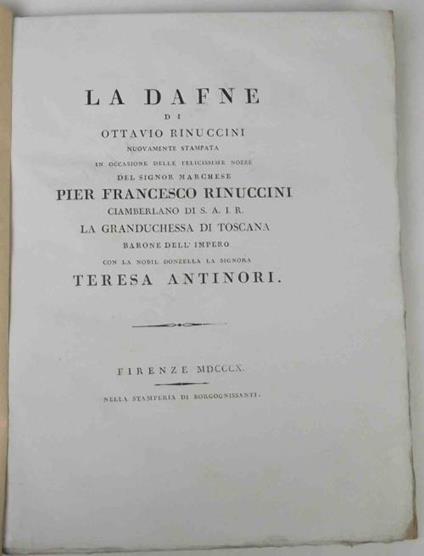 LA DAFNE
DI
OTTAVIO RINUCCINI
NUOVAMENTE STAMPATA
IN OCCASIONE DELLE FELICISSIME NOZZE
DEL SIGNOR MARCHESE
PIER FRANCESCO RINUCCINI
CIAMBERLANO DI S. A. I. R.
LA GRANDUCHESSA DI TOSCANA
BARONE DELL' IMPERO
CON LA NOBIL DONZELLA LA SIGNORA
TERESA ANTINORI.
FIRENZE MDCCCX.
NELLA STAMPERIA DI BORGOGNISSANTI.